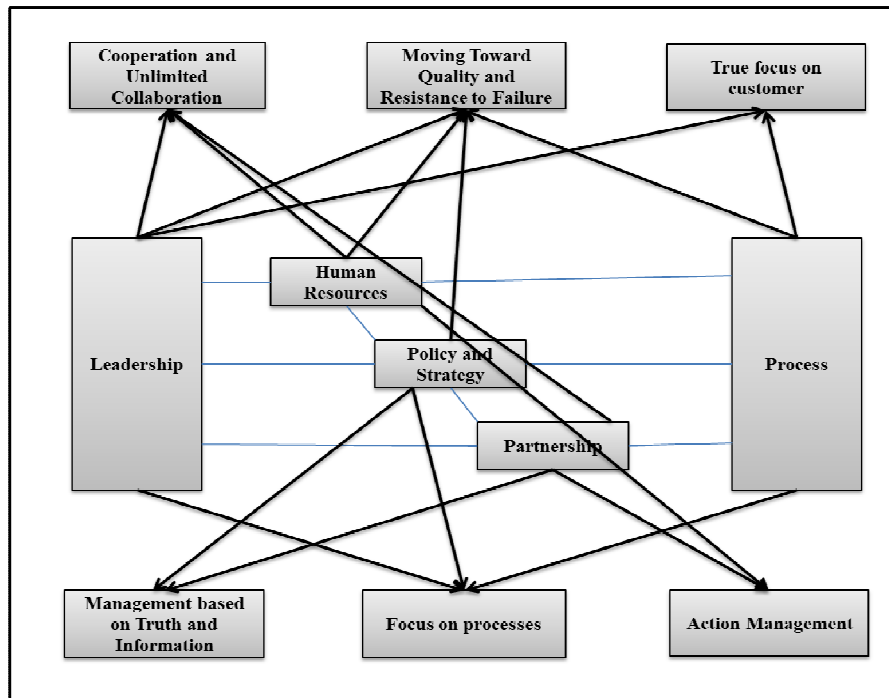 Cooperation and
Unlimited
Collaboration
Moving Toward
Quality and
Resistance to Failure
True focus on
customer
Human
Resources
Leadership
Policy and
Strategy
Process
Partnership
Management based
on Truth and
Information
Focus on processes
Action Management